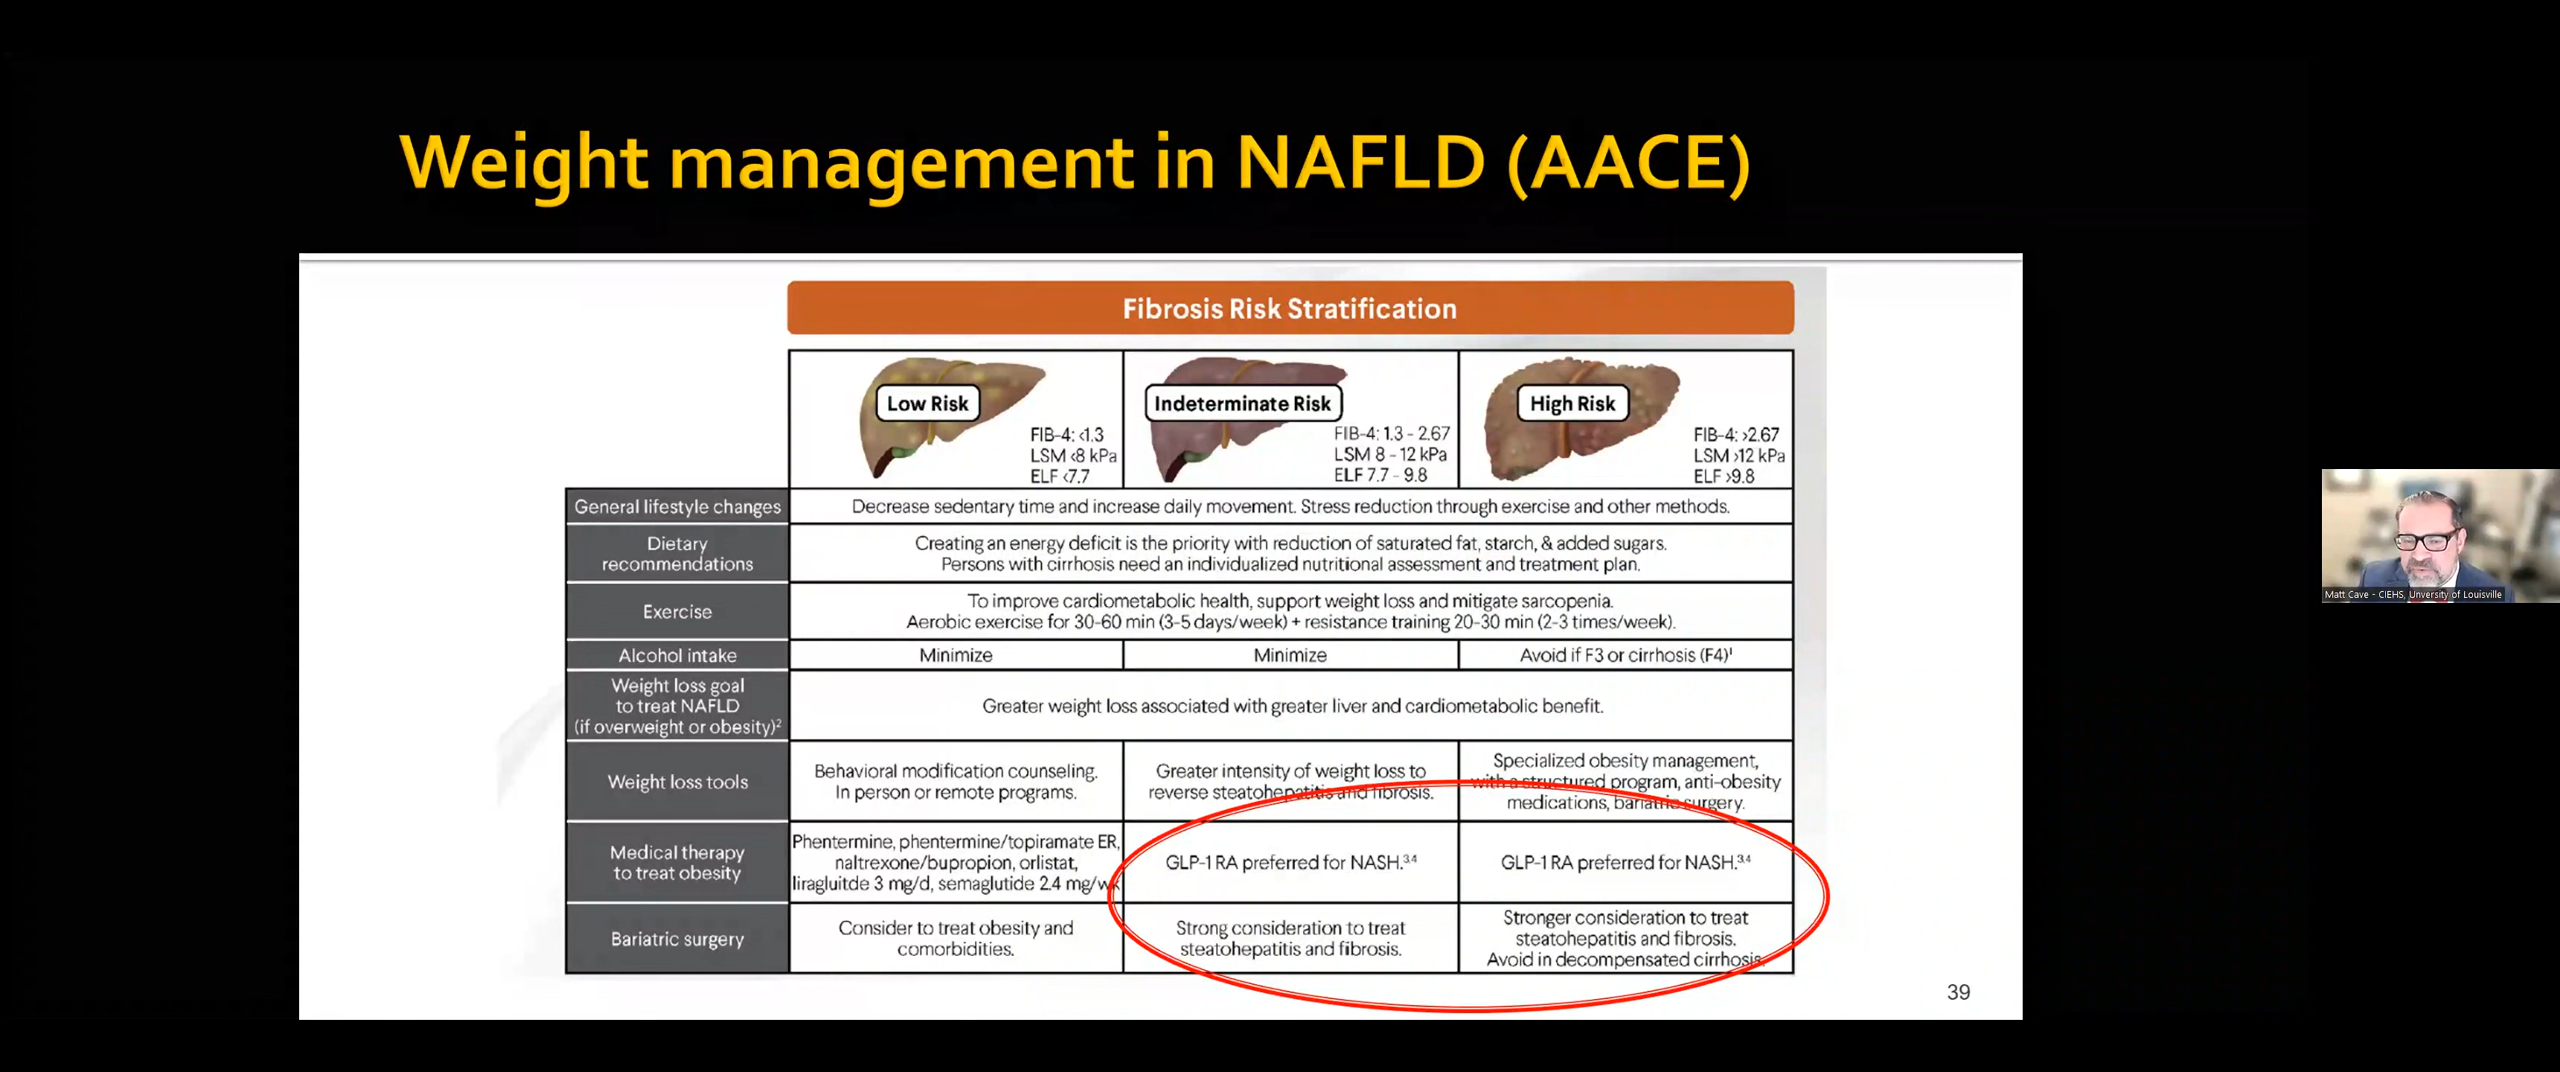 Weight management in NAFLD (AACE)
Fibrosis Risk Stratification
Low Risk
FIB-4: <1.3
LSM <8 kPa
ELF <7.7
Indeterminate Risk
FIB-4: 1.3 - 2.67
LSM 8 - 12 kPa
ELF 7.7 - 9.8
High Risk
FIB-4: >2.67
LSM >12 kPa
ELF >9.8
General lifestyle changes
Decrease sedentary time and increase daily movement. Stress reduction through exercise and other methods.
Dietary
recommendations
Creating an energy deficit is the priority with reduction of saturated fat, starch, & added sugars.
Persons with cirrhosis need an individualized nutritional assessment and treatment plan.
Exercise
To improve cardiometabolic health, support weight loss and mitigate sarcopenia.
Aerobic exercise for 30-60 min (3-5 days/week) + resistance training 20-30 min (2-3 times/week).
Alcohol intake
Minimize
Minimize
Avoid if F3 or cirrhosis (F4)¹
Weight loss goal
to treat NAFLD
(if overweight or obesity)²
Greater weight loss associated with greater liver and cardiometabolic benefit.
Weight loss tools
Behavioral modification counseling.
In person or remote programs.
Greater intensity of weight loss to
reverse steatohepatitis and fibrosis.
Specialized obesity management,
with a structured program, anti-obesity
medications, bariatric surgery.
Medical therapy
to treat obesity
Phentermine, phentermine/topiramate ER,
naltrexone/bupropion, orlistat,
liragluitde 3 mg/d, semaglutide 2.4 mg/wk
GLP-1 RA preferred for NASH.³,⁴
GLP-1 RA preferred for NASH.³,⁴
Bariatric surgery
Consider to treat obesity and
comorbidities.
Strong consideration to treat
steatohepatitis and fibrosis.
Stronger consideration to treat
steatohepatitis and fibrosis.
Avoid in decompensated cirrhosis.
39
Matt Cave - CIEHS, Unversity of Louisville